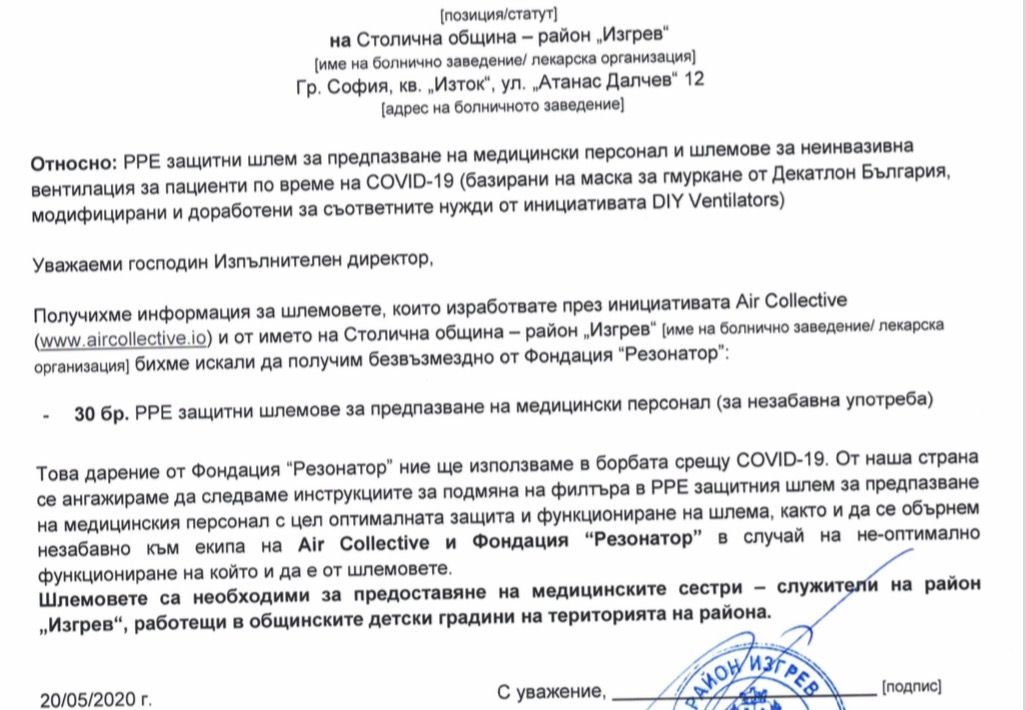 [позиция/статут]
на Столична община – район „Изгрев“
[име на болнично заведение/ лекарска организация]
Гр. София, кв. „Изток“, ул. „Атанас Далчев“ 12
[адрес на болничното заведение]
Относно: PPE защитни шлем за предпазване на медицински персонал и шлемове за неинвазивна
вентилация за пациенти по време на COVID-19 (базирани на маска за гмуркане от Декатлон България,
модифицирани и доработени за съответните нужди от инициативата DIY Ventilators)
Уважаеми господин Изпълнителен директор,
Получихме информация за шлемовете, които изработвате през инициативата Air Collective
(www.aircollective.io) и от името на Столична община – район „Изгрев“ [име на болнично заведение/ лекарска
организация] бихме искали да получим безвъзмездно от Фондация “Резонатор”:
- 30 бр. PPE защитни шлемове за предпазване на медицински персонал (за незабавна употреба)
Това дарение от Фондация “Резонатор” ние ще използваме в борбата срещу COVID-19. От наша страна
се ангажираме да следваме инструкциите за подмяна на филтъра в PPE защитния шлем за предпазване
на медицинския персонал с цел оптималната защита и функциониране на шлема, както и да се обърнем
незабавно към екипа на Air Collective и Фондация “Резонатор” в случай на не-оптимално
функциониране на който и да е от шлемовете.
Шлемовете са необходими за предоставяне на медицинските сестри – служители на район
„Изгрев“, работещи в общинските детски градини на територията на района.
20/05/2020 г.
С уважение, [подпис]
РАЙОН ИЗГРЕВ